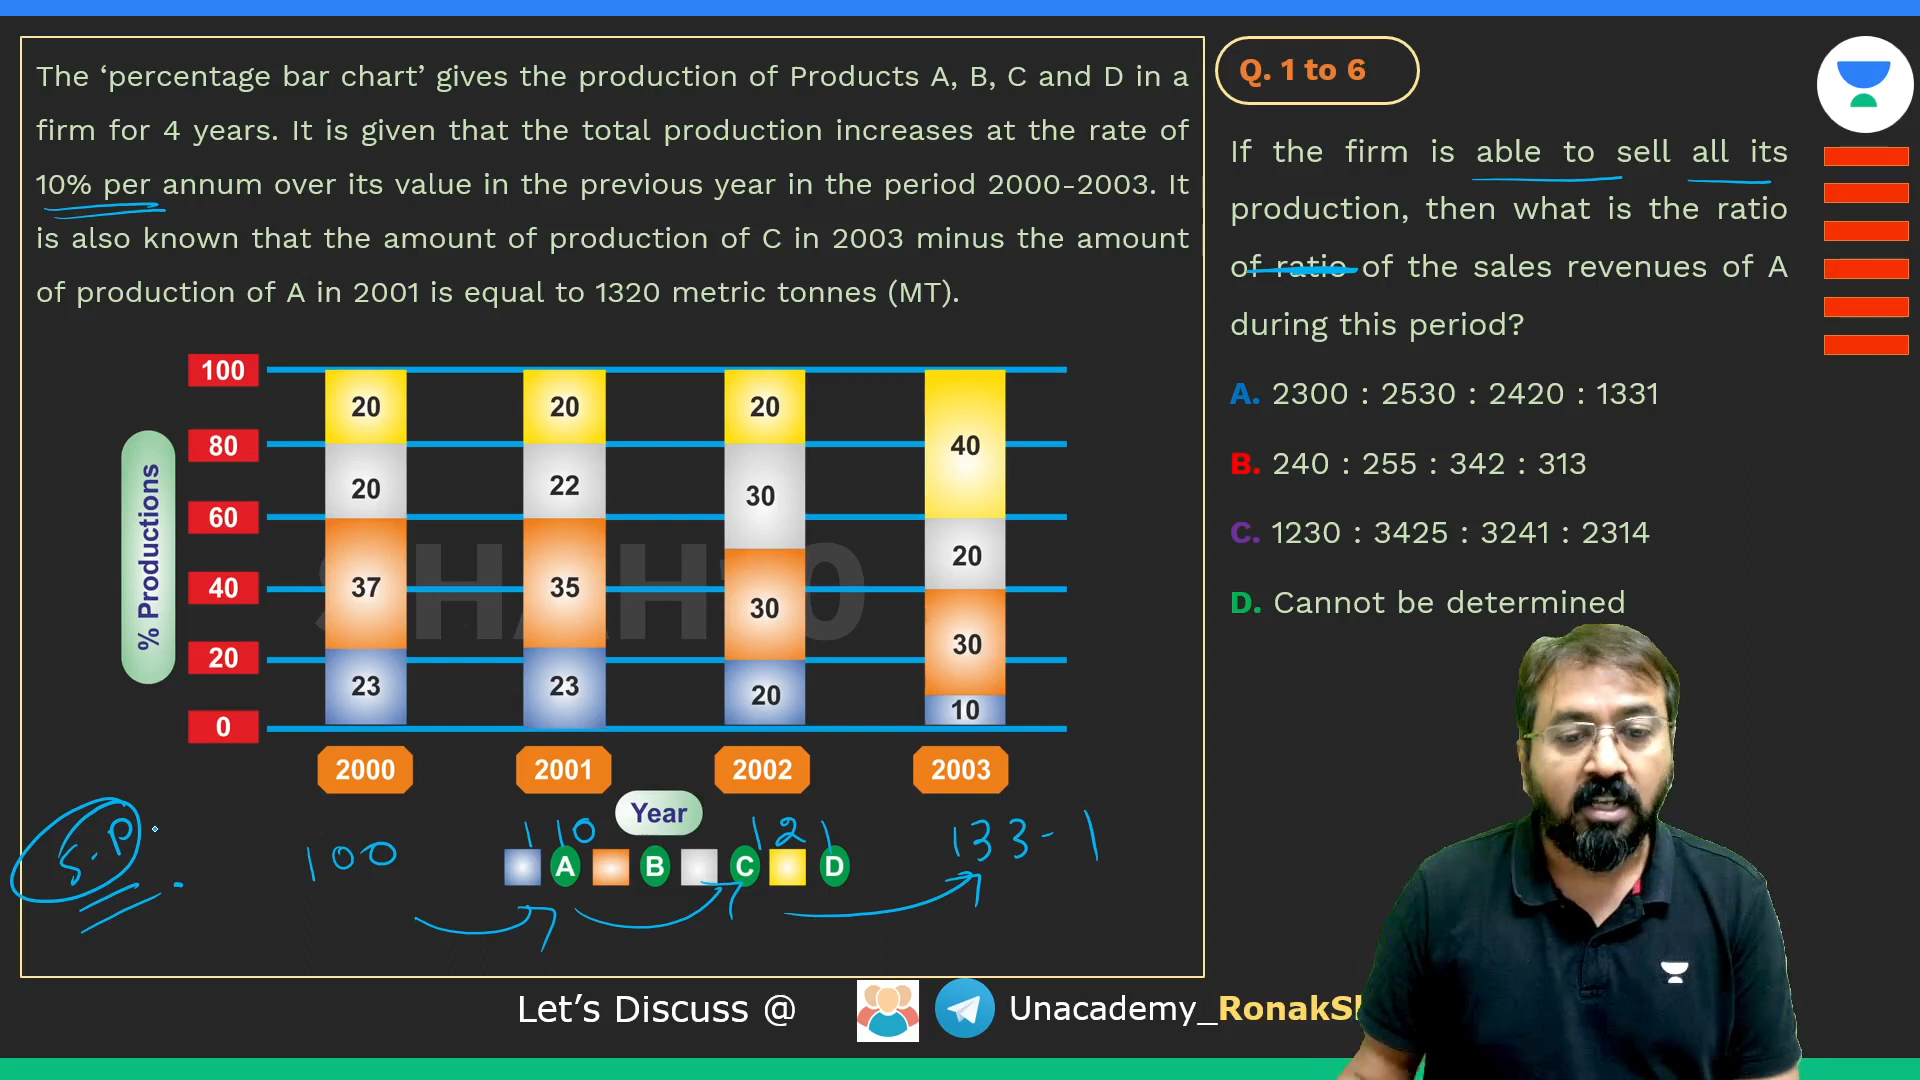 The ‘percentage bar chart’ gives the production of Products A, B, C and D in a
firm for 4 years. It is given that the total production increases at the rate of
10% per annum over its value in the previous year in the period 2000-2003. It
is also known that the amount of production of C in 2003 minus the amount
of production of A in 2001 is equal to 1320 metric tonnes (MT).
Q. 1 to 6
If the firm is able to sell all its
production, then what is the ratio
of ratio of the sales revenues of A
during this period?
A. 2300 : 2530 : 2420 : 1331
B. 240 : 255 : 342 : 313
C. 1230 : 3425 : 3241 : 2314
D. Cannot be determined
% Productions
100
80
60
40
20
0
20 20 20 40
20 22 30 20
37 35 30 30
23 23 20 10
2000 2001 2002 2003
Year
A B C D
S.P
100 110 121 133-1
Let’s Discuss @
Unacademy_RonakSh